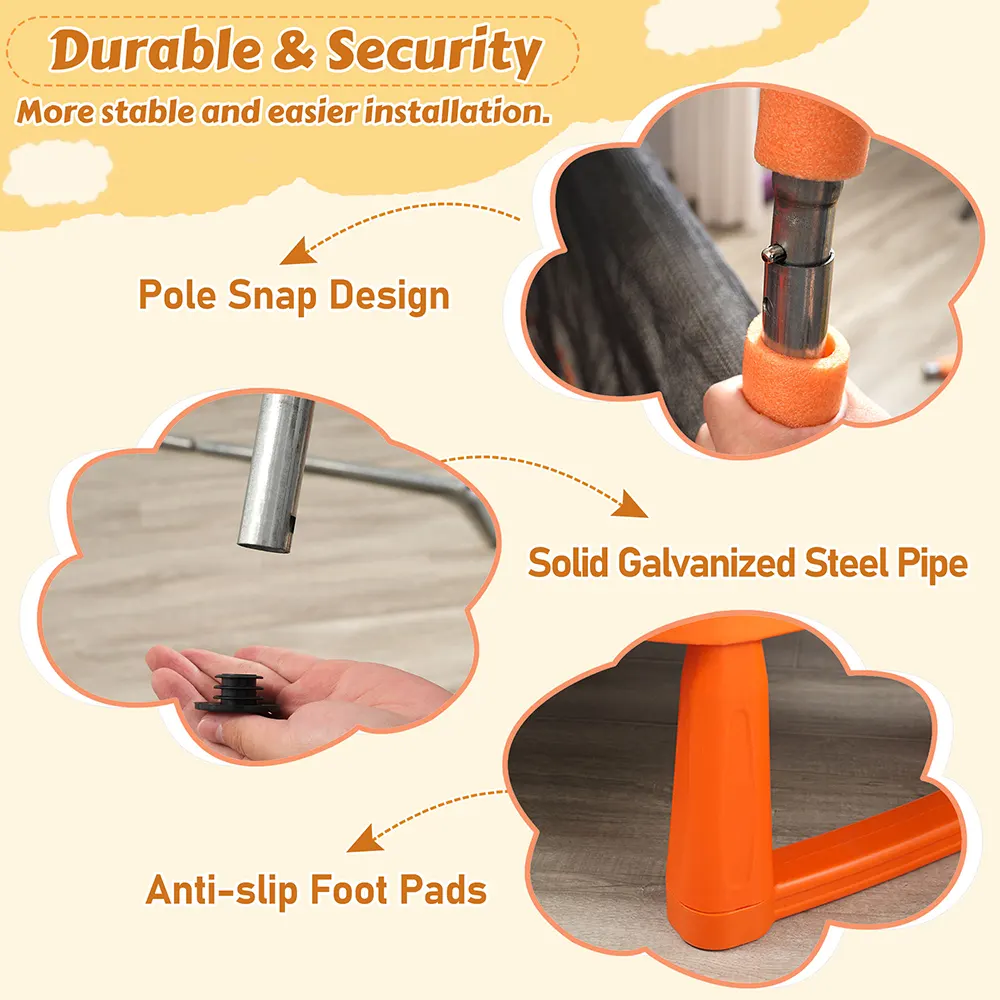 Durable & Security
More stable and easier installation.
Pole Snap Design
Solid Galvanized Steel Pipe
Anti-slip Foot Pads